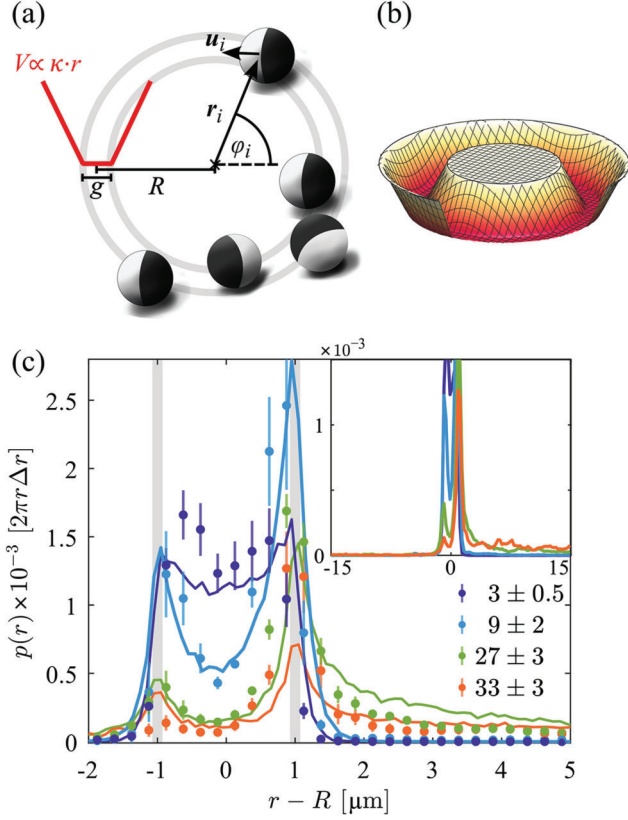 (a)
(b)
V∝ κ·r
u_i
r_i
φ_i
g
R
(c)
×10⁻³
1
0
-15
0
15
2.5
2
1.5
1
0.5
0
p(r)×10⁻³ [2πrΔr]
3 ± 0.5
9 ± 2
27 ± 3
33 ± 3
-2
-1
0
1
2
3
4
5
r − R [µm]